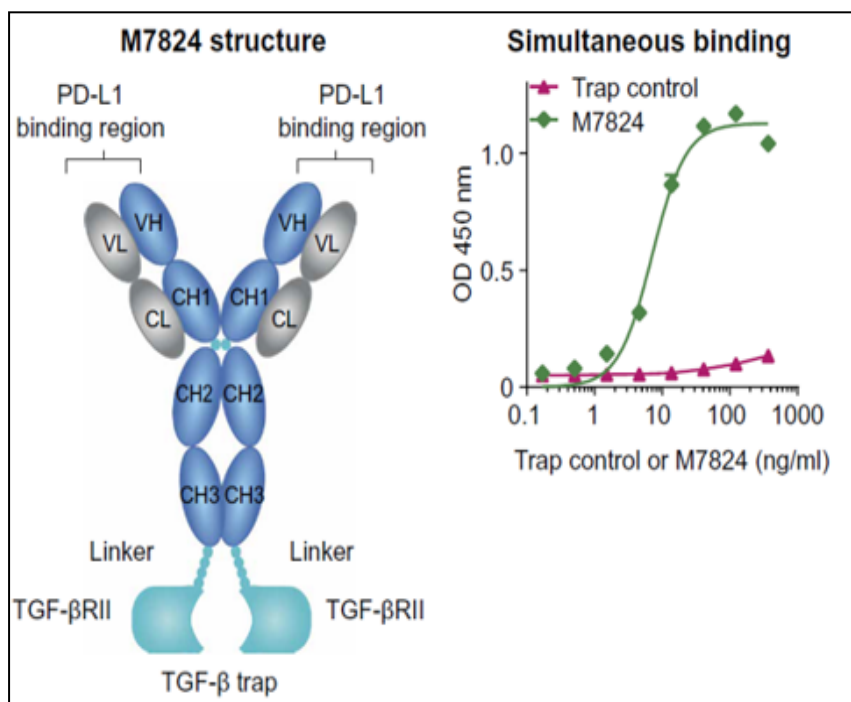 M7824 structure
PD-L1
binding region
PD-L1
binding region
VH
VL
VH
VL
CH1
CL
CH1
CL
CH2
CH2
CH3
CH3
Linker
Linker
TGF-βRII
TGF-βRII
TGF-β trap
Simultaneous binding
Trap control
M7824
OD 450 nm
1.0
0.5
0
0.1
1
10
100
1000
Trap control or M7824 (ng/ml)